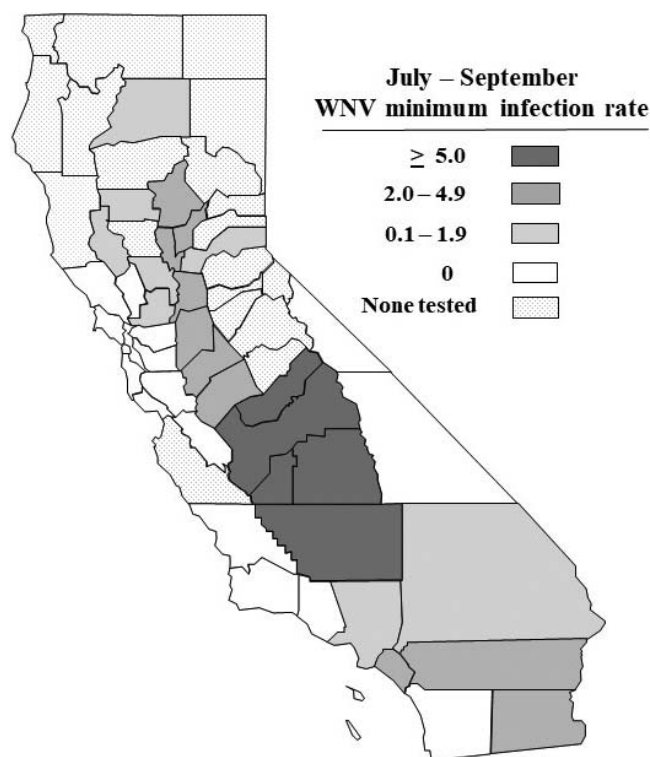 July – September
WNV minimum infection rate
≥ 5.0
2.0 – 4.9
0.1 – 1.9
0
None tested